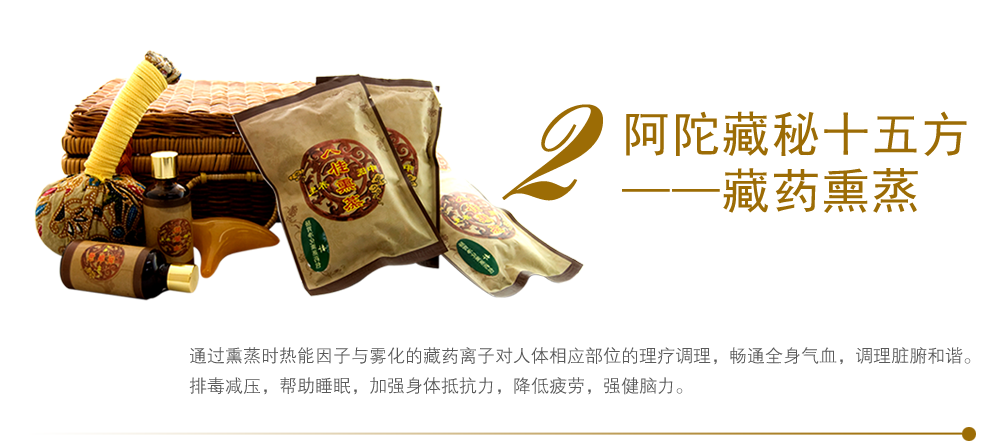 2
阿陀藏秘十五方
——藏药熏蒸
通过熏蒸时热能因子与雾化的藏药离子对人体相应部位的理疗调理，畅通全身气血，调理脏腑和谐。
排毒减压，帮助睡眠，加强身体抵抗力，降低疲劳，强健脑力。